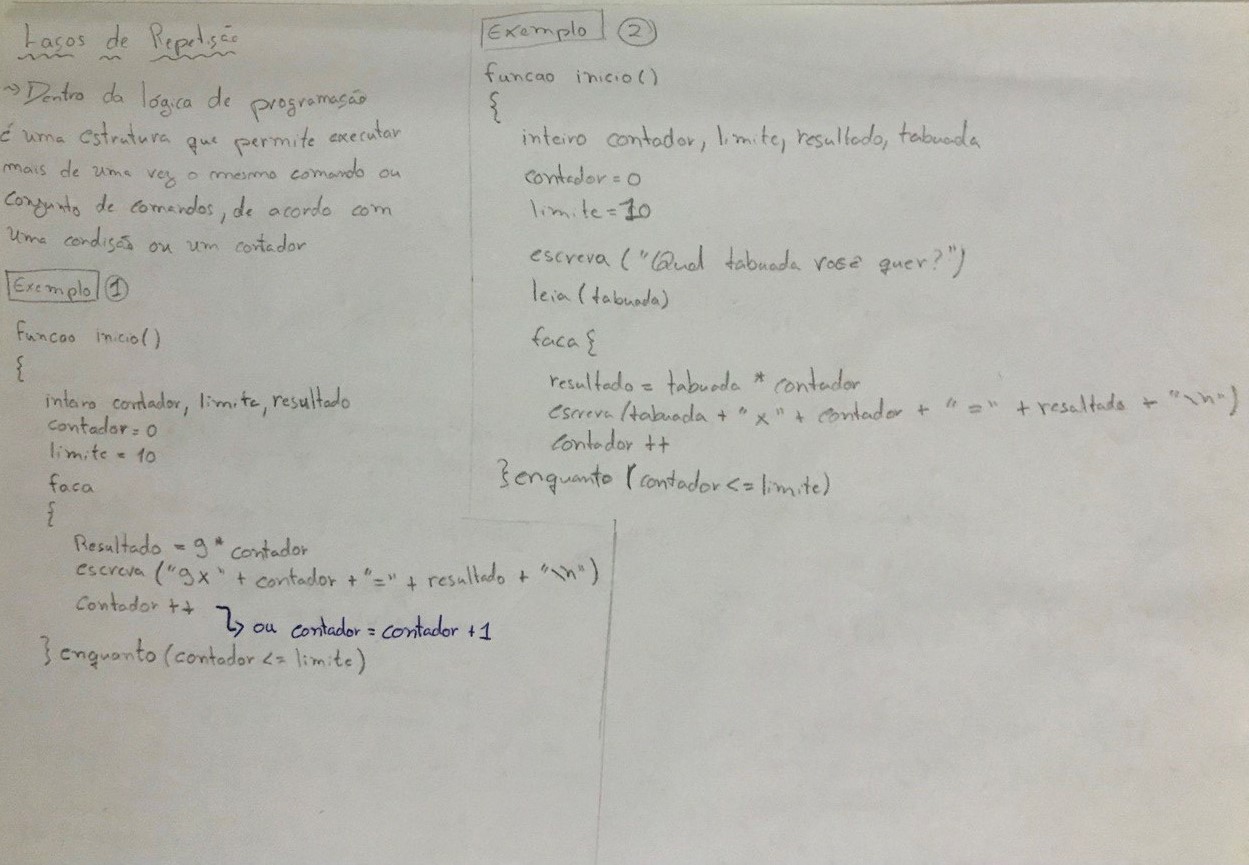 Laços de Repetição
~> Dentro da lógica de programação
é uma estrutura que permite executar
mais de uma vez o mesmo comando ou
conjunto de comandos, de acordo com
uma condição ou um contador
Exemplo 1
funcao inicio()
{
inteiro contador, limite, resultado
contador = 0
limite = 10
faca
{
Resultado = 9 * contador
escreva ("9x" + contador + "=" + resultado + "\n")
contador ++
ou contador = contador + 1
} enquanto (contador <= limite)
Exemplo 2
funcao inicio()
{
inteiro contador, limite, resultado, tabuada
contador = 0
limite = 10
escreva ("Qual tabuada você quer?")
leia (tabuada)
faca {
resultado = tabuada * contador
escreva (tabuada + "x" + contador + "=" + resultado + "\n")
contador ++
} enquanto (contador <= limite)